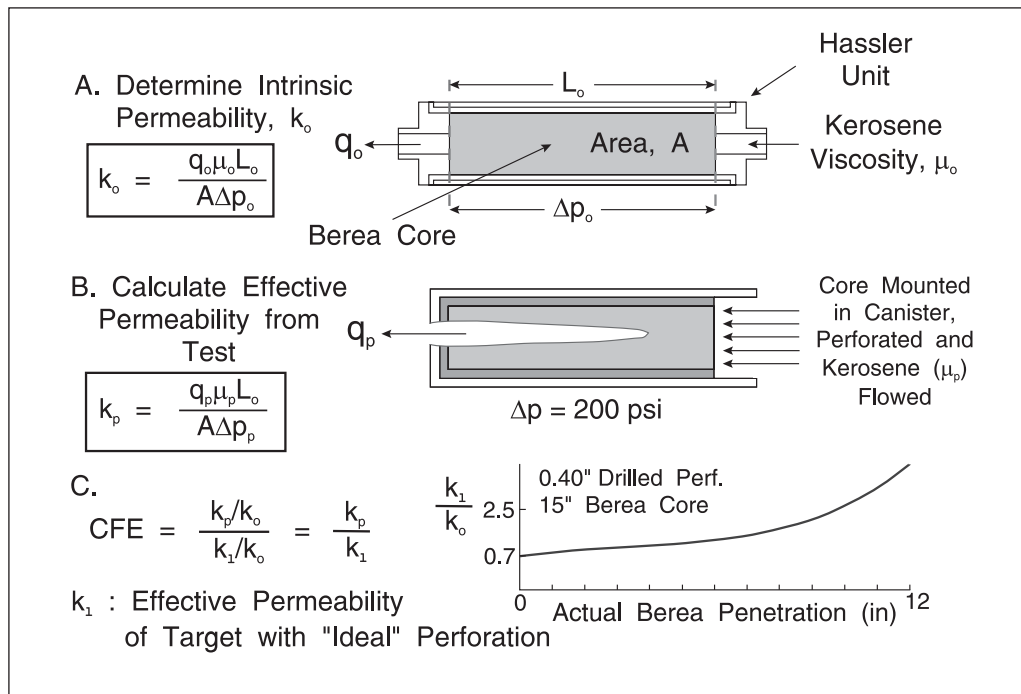 A. Determine Intrinsic
Permeability, kₒ
kₒ = qₒμₒLₒ / AΔpₒ
Lₒ
Hassler
Unit
qₒ
Area, A
Kerosene
Viscosity, μₒ
Δpₒ
Berea Core
B. Calculate Effective
Permeability from
Test
kₚ = qₚμₚLₒ / AΔpₚ
qₚ
Δp = 200 psi
Core Mounted
in Canister,
Perforated and
Kerosene (μₚ)
Flowed
C.
CFE = kₚ/kₒ / k₁/kₒ = kₚ / k₁
k₁ : Effective Permeability
of Target with "Ideal" Perforation
k₁ / kₒ
0.40" Drilled Perf.
15" Berea Core
2.5
0.7
0
12
Actual Berea Penetration (in)